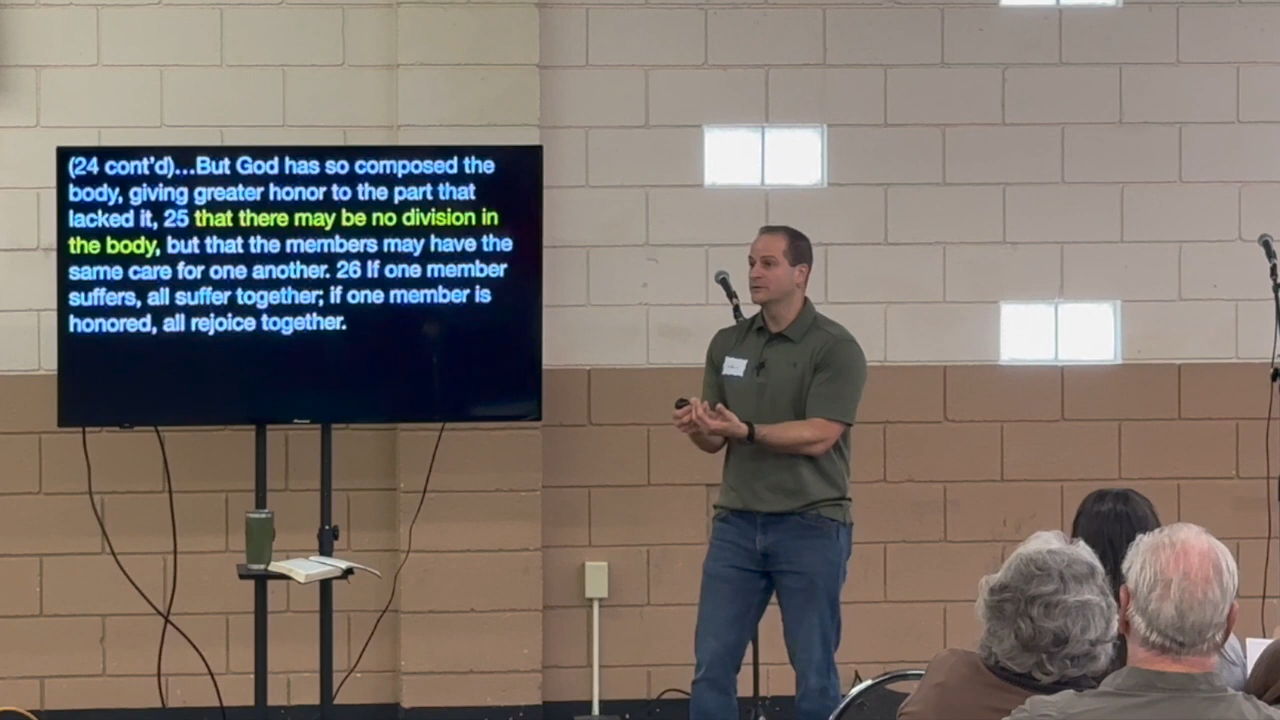 (24 cont’d)...But God has so composed the
body, giving greater honor to the part that
lacked it, 25 that there may be no division in
the body, but that the members may have the
same care for one another. 26 If one member
suffers, all suffer together; if one member is
honored, all rejoice together.